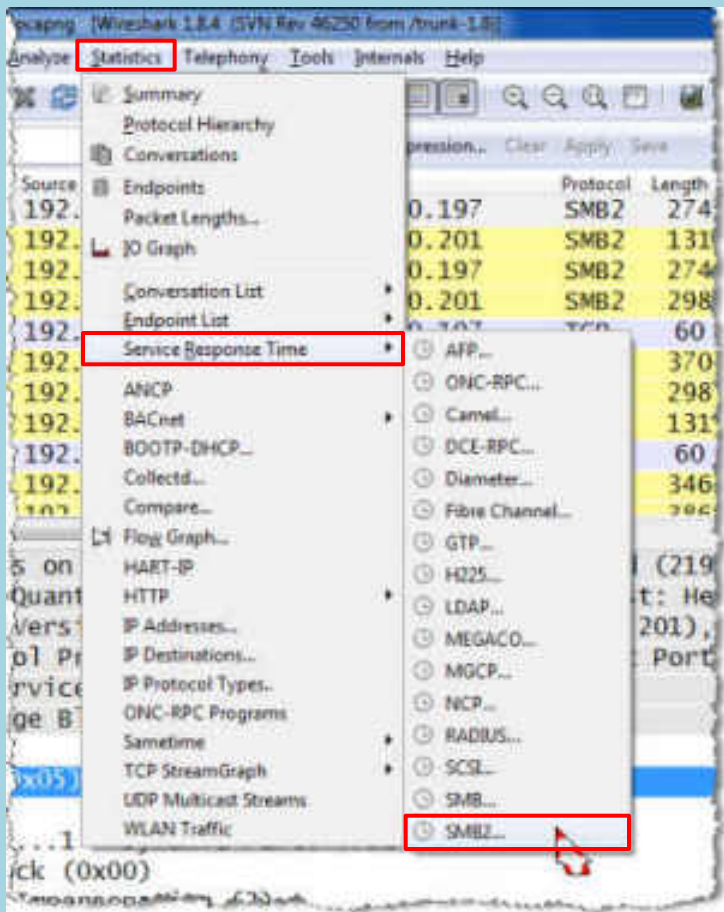 ocapng [Wireshark 1.8.4 (SVN Rev 46250 from /trunk-1.8)]
Analyze Statistics Telephony Tools Internals Help
Summary
Protocol Hierarchy
Conversations
pression... Clear Apply Save
Endpoints
Source Protocol Length
Packet Lengths...
192. 0.197 SMB2 274
IO Graph
192. 0.201 SMB2 131
192. 0.197 SMB2 274
Conversation List
192. 0.201 SMB2 298
Endpoint List
192. 0.197 TCP 60
Service Response Time
192. 370
192. 298
192. 131
192. 60
192. 346
192. 386
ANCP
BACnet
BOOTP-DHCP...
Collectd...
Compare...
Flow Graph...
HART-IP
HTTP
IP Addresses...
IP Destinations...
IP Protocol Types..
ONC-RPC Programs
Sametime
TCP StreamGraph
UDP Multicast Streams
WLAN Traffic
AFP...
ONC-RPC...
Camel...
DCE-RPC...
Diameter...
Fibre Channel...
GTP...
H225...
LDAP...
MEGACO...
MGCP...
NCP...
RADIUS...
SCSI...
SMB...
SMB2...
s on (219
Quant t: He
Vers 201),
ol Pr Port
rvice
ge B
0x05)
...1
ck (0x00)